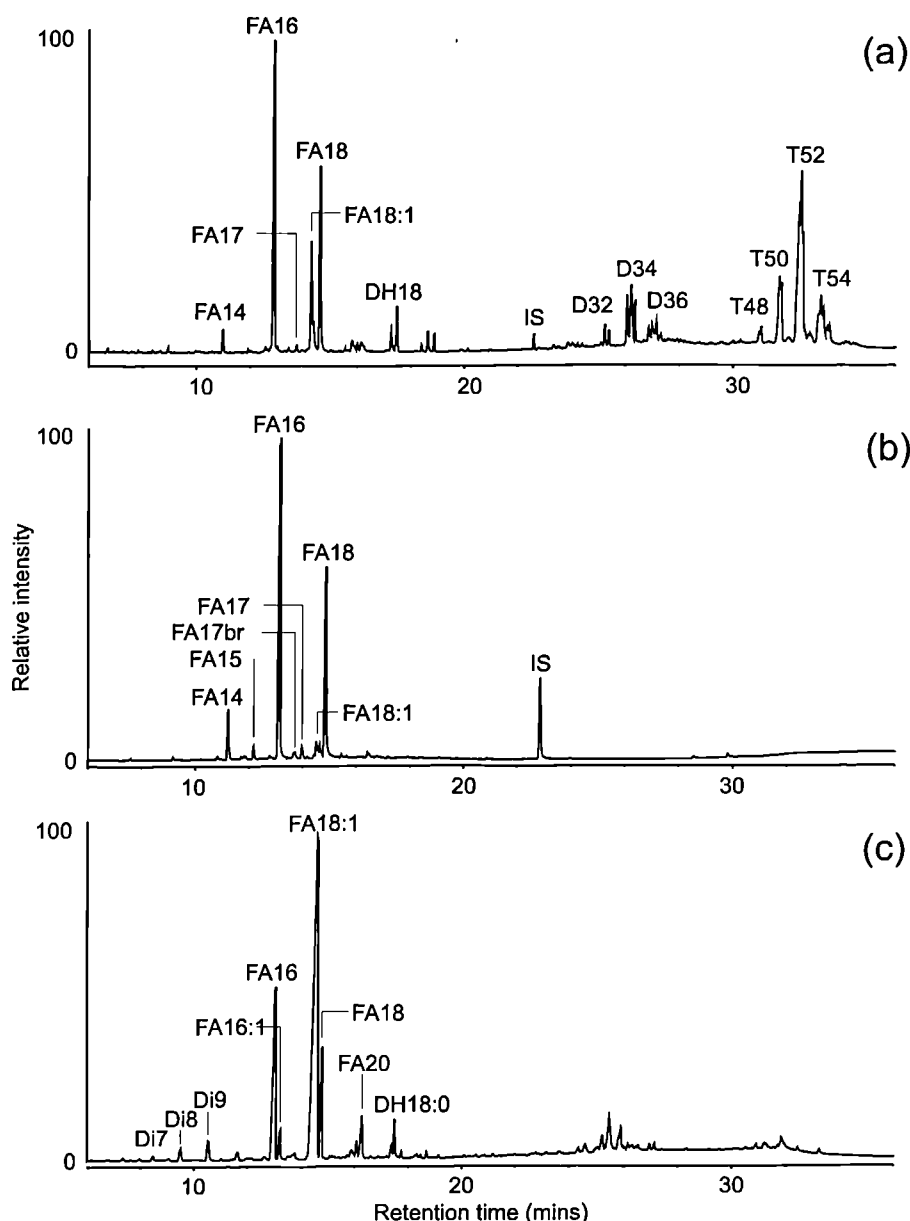 (a)
100
FA16
FA18
FA18:1
FA17
FA14
DH18
IS
D32
D34
D36
T48
T50
T52
T54
0
10
20
30
(b)
100
FA16
FA18
FA17
FA17br
FA15
FA14
FA18:1
IS
0
10
20
30
Relative intensity
(c)
100
FA18:1
FA16
FA16:1
FA18
FA20
DH18:0
Di7
Di8
Di9
0
10
20
30
Retention time (mins)